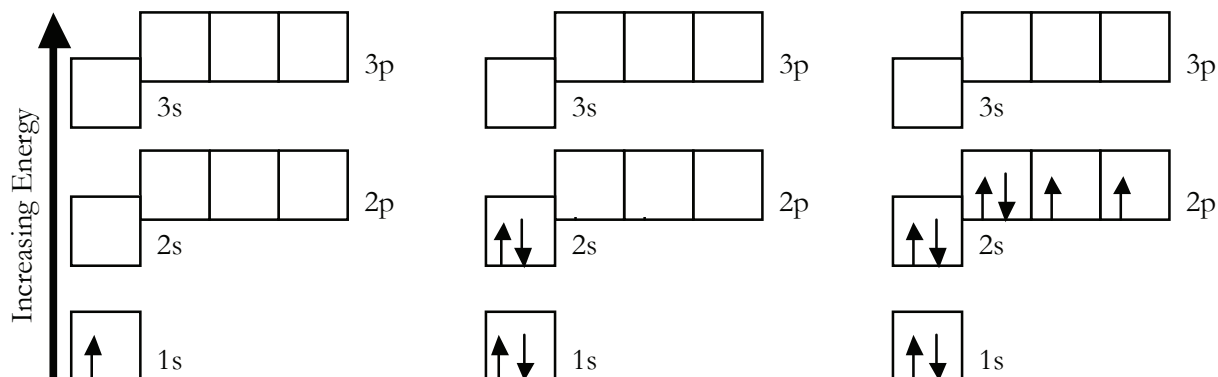 3p 3p 3p
3s 3s 3s
2p 2p 2p
2s 2s 2s
1s 1s 1s
Increasing Energy